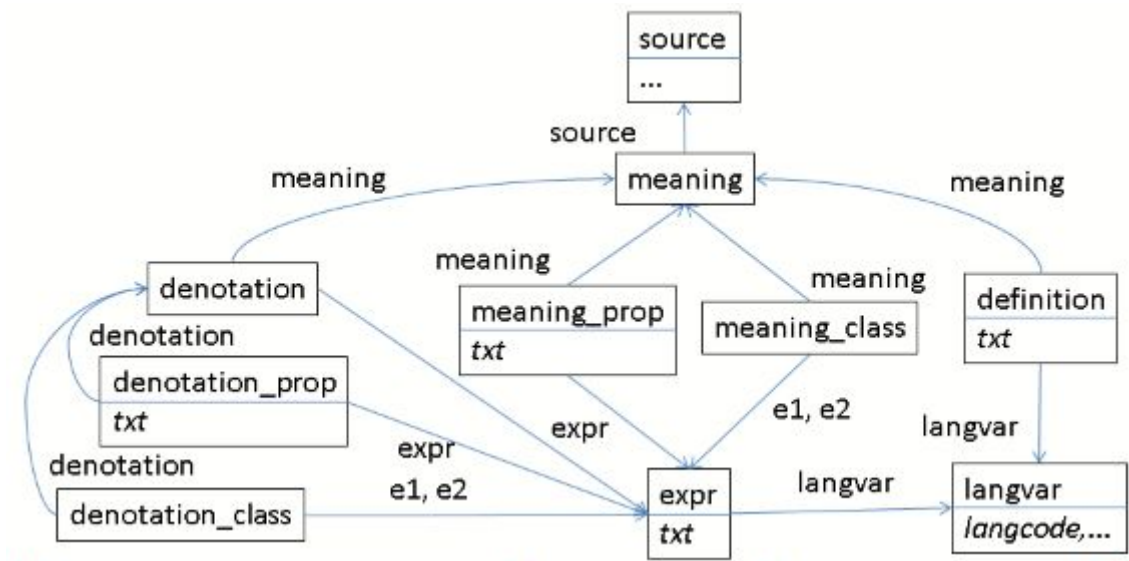 source
...
source
meaning
meaning
meaning
denotation
meaning
meaning
meaning_prop
txt
meaning_class
definition
txt
denotation
denotation_prop
txt
expr
expr
e1, e2
langvar
denotation
denotation_class
e1, e2
expr
txt
langvar
langvar
langcode,...